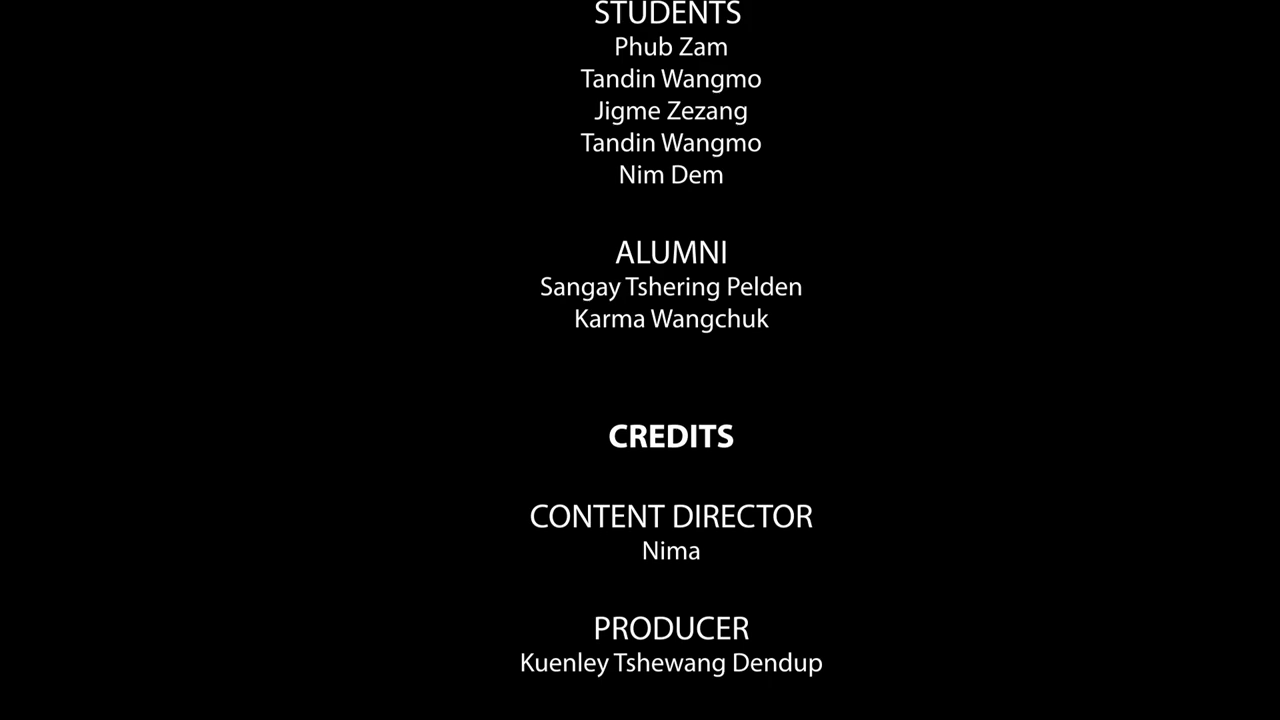 STUDENTS
Phub Zam
Tandin Wangmo
Jigme Zezang
Tandin Wangmo
Nim Dem
ALUMNI
Sangay Tshering Pelden
Karma Wangchuk
CREDITS
CONTENT DIRECTOR
Nima
PRODUCER
Kuenley Tshewang Dendup